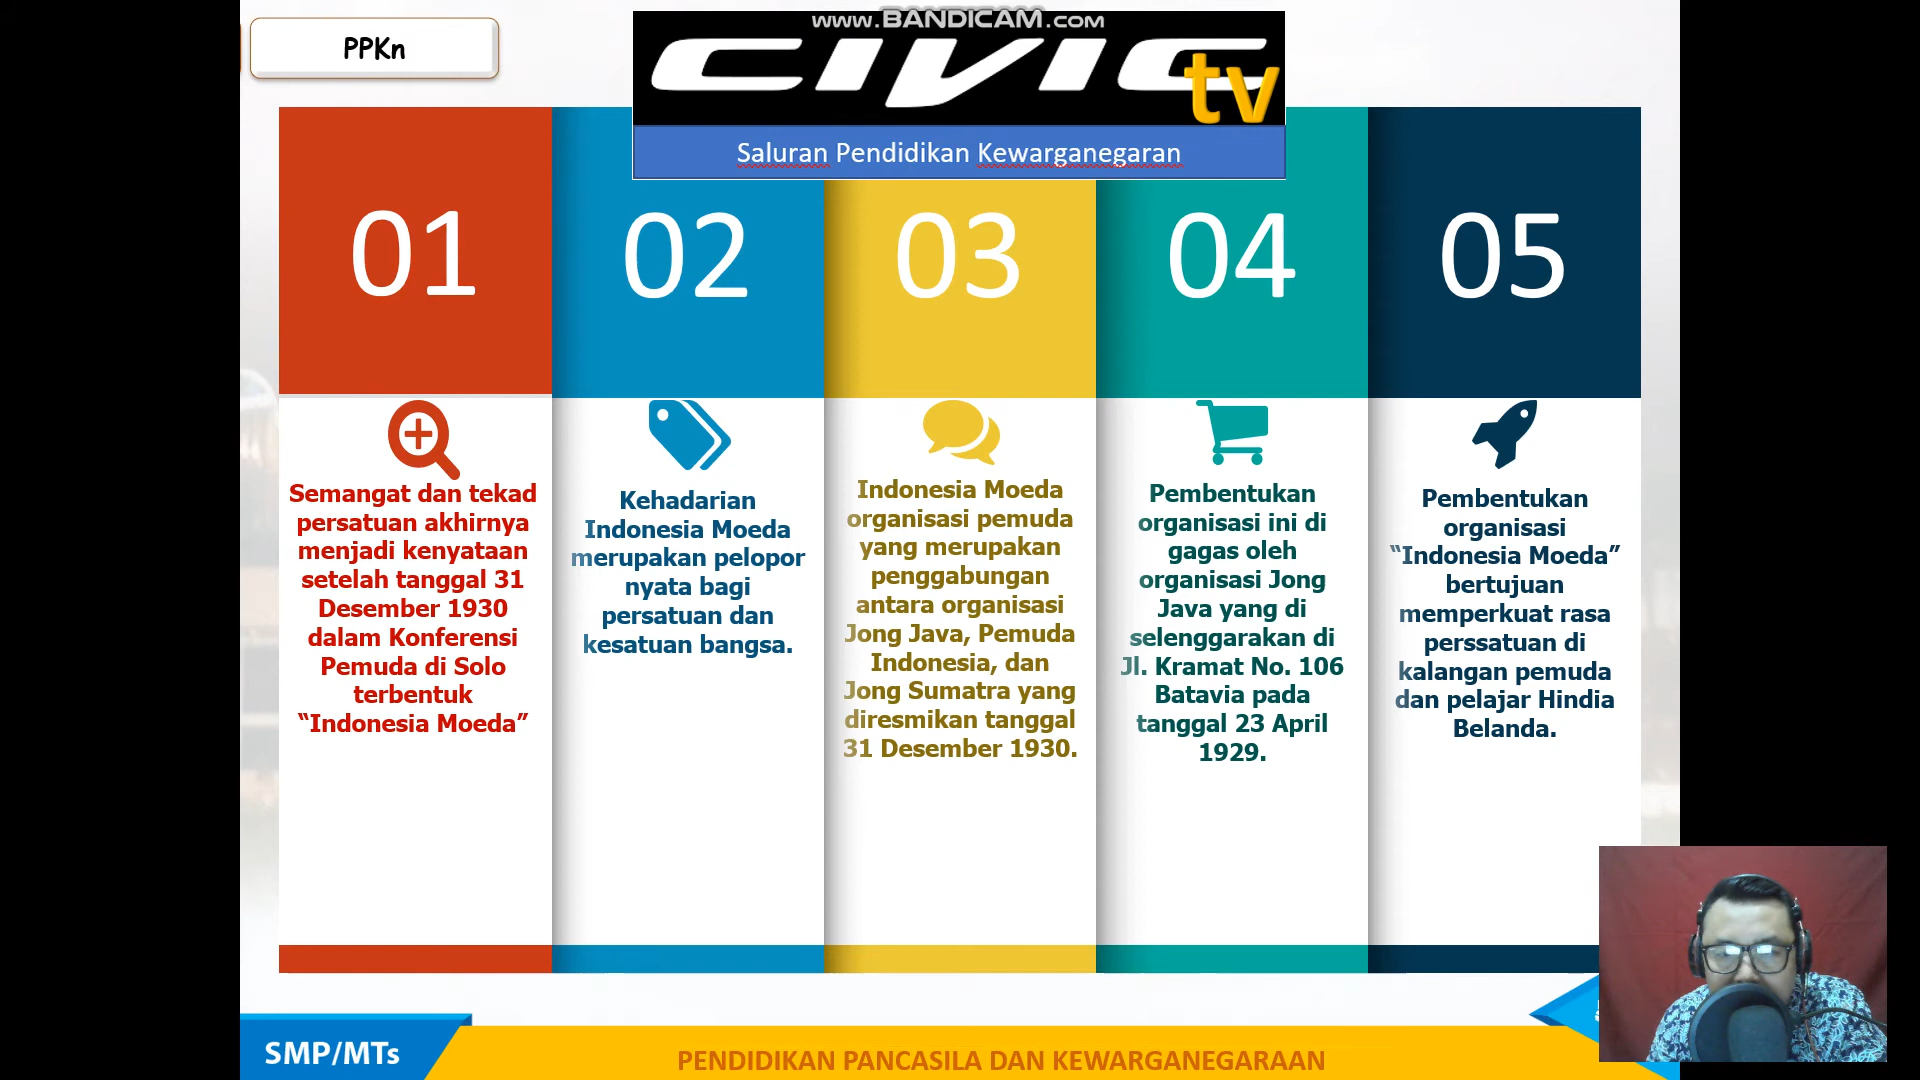 www.BANDICAM.com
PPKn
CIVIC
tv
Saluran Pendidikan Kewarganegaran
01
02
03
04
05
Semangat dan tekad
persatuan akhirnya
menjadi kenyataan
setelah tanggal 31
Desember 1930
dalam Konferensi
Pemuda di Solo
terbentuk
“Indonesia Moeda”
Kehadarian
Indonesia Moeda
merupakan pelopor
nyata bagi
persatuan dan
kesatuan bangsa.
Indonesia Moeda
organisasi pemuda
yang merupakan
penggabungan
antara organisasi
Jong Java, Pemuda
Indonesia, dan
Jong Sumatra yang
diresmikan tanggal
31 Desember 1930.
Pembentukan
organisasi ini di
gagas oleh
organisasi Jong
Java yang di
selenggarakan di
Jl. Kramat No. 106
Batavia pada
tanggal 23 April
1929.
Pembentukan
organisasi
“Indonesia Moeda”
bertujuan
memperkuat rasa
perssatuan di
kalangan pemuda
dan pelajar Hindia
Belanda.
SMP/MTs
PENDIDIKAN PANCASILA DAN KEWARGANEGARAAN